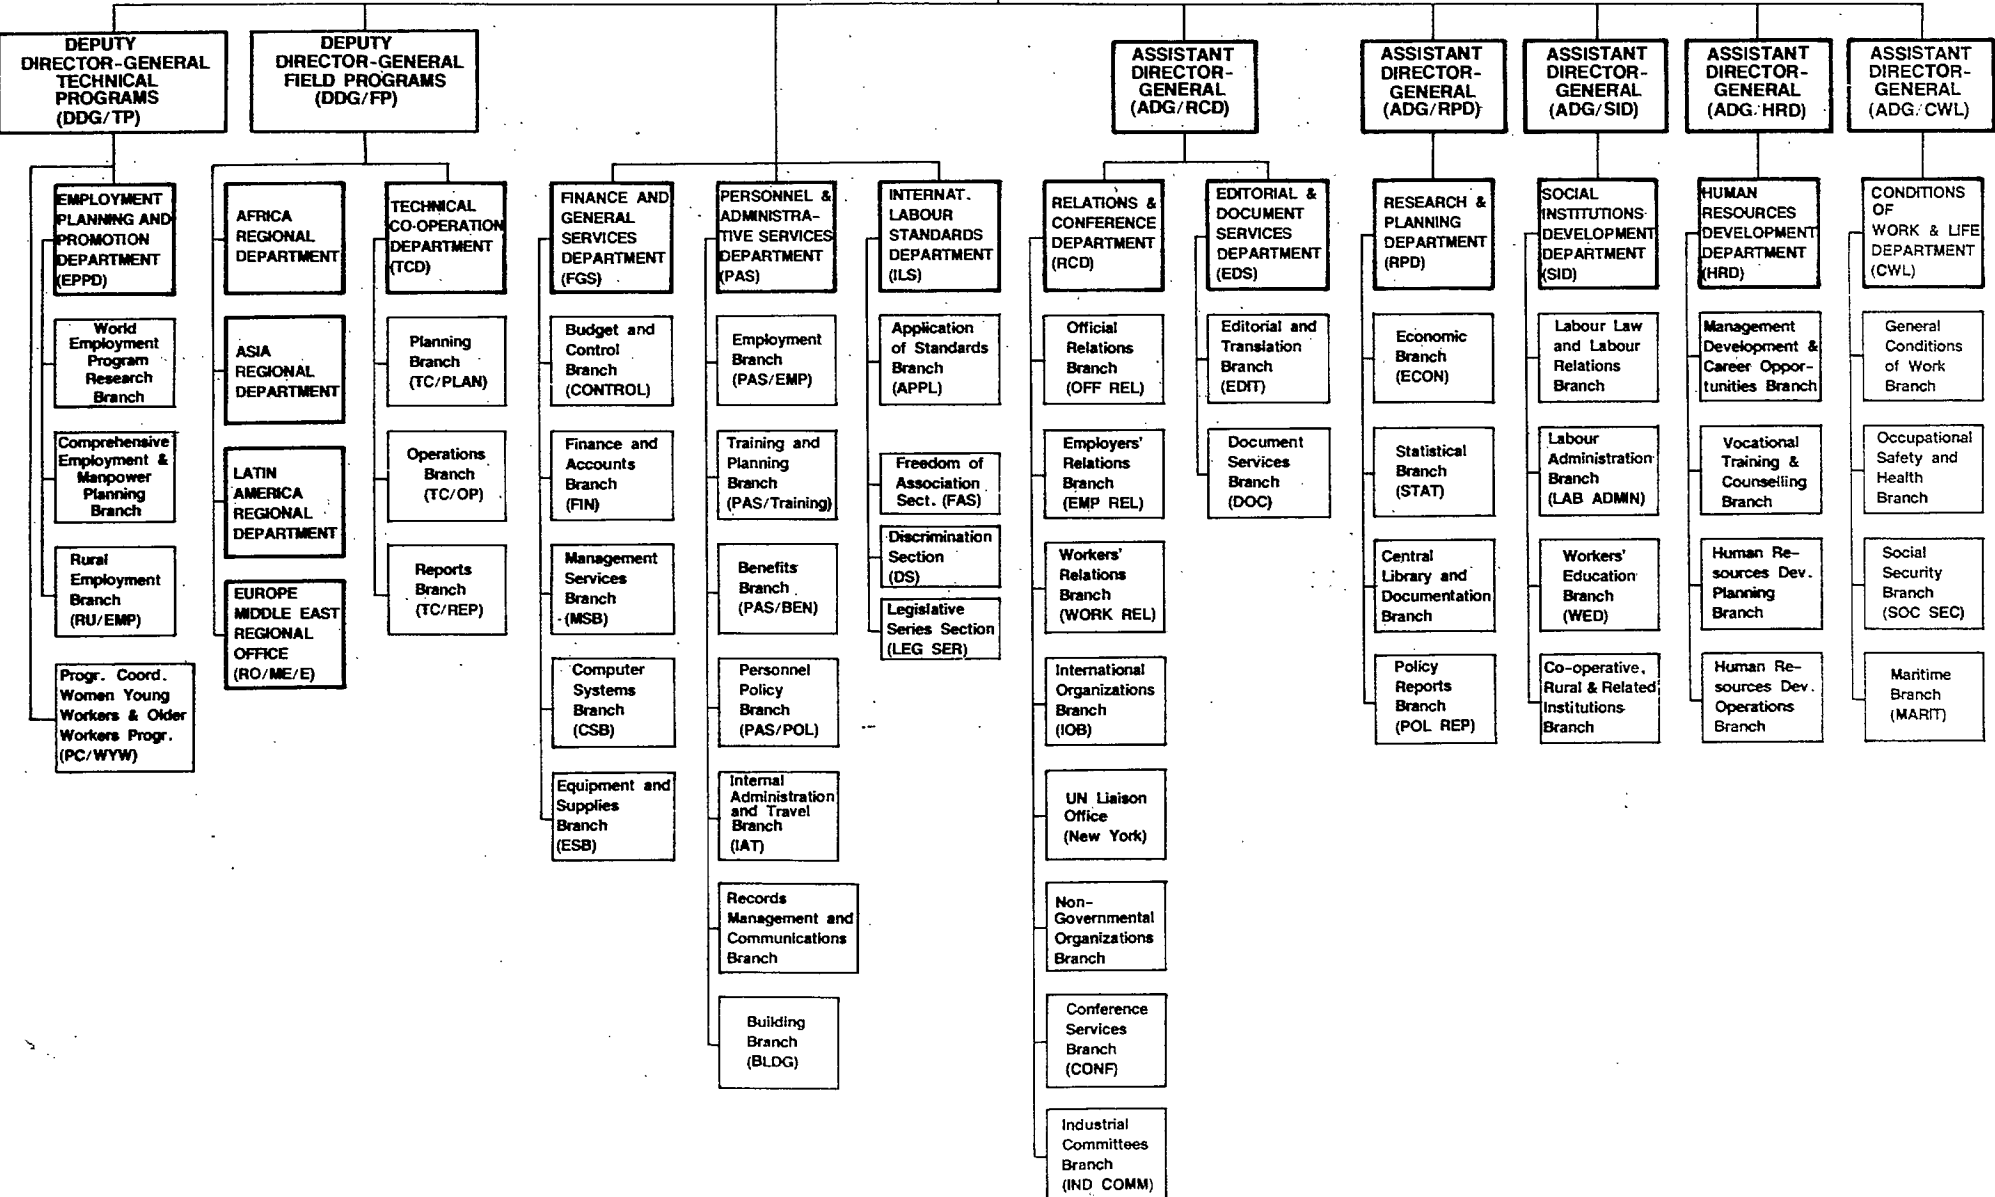 DEPUTY
DIRECTOR-GENERAL
TECHNICAL
PROGRAMS
(DDG/TP)
DEPUTY
DIRECTOR-GENERAL
FIELD PROGRAMS
(DDG/FP)
ASSISTANT
DIRECTOR-
GENERAL
(ADG/RCD)
ASSISTANT
DIRECTOR-
GENERAL
(ADG/RPD)
ASSISTANT
DIRECTOR-
GENERAL
(ADG/SID)
ASSISTANT
DIRECTOR-
GENERAL
(ADG/HRD)
ASSISTANT
DIRECTOR-
GENERAL
(ADG/CWL)
EMPLOYMENT
PLANNING AND
PROMOTION
DEPARTMENT
(EPPD)
World
Employment
Program
Research
Branch
Comprehensive
Employment &
Manpower
Planning
Branch
Rural
Employment
Branch
(RU/EMP)
Progr. Coord.
Women Young
Workers & Older
Workers Progr.
(PC/WYW)
AFRICA
REGIONAL
DEPARTMENT
ASIA
REGIONAL
DEPARTMENT
LATIN
AMERICA
REGIONAL
DEPARTMENT
EUROPE
MIDDLE EAST
REGIONAL
OFFICE
(RO/ME/E)
TECHNICAL
CO-OPERATION
DEPARTMENT
(TCD)
Planning
Branch
(TC/PLAN)
Operations
Branch
(TC/OP)
Reports
Branch
(TC/REP)
FINANCE AND
GENERAL
SERVICES
DEPARTMENT
(FGS)
Budget and
Control
Branch
(CONTROL)
Finance and
Accounts
Branch
(FIN)
Management
Services
Branch
(MSB)
Computer
Systems
Branch
(CSB)
Equipment and
Supplies
Branch
(ESB)
PERSONNEL &
ADMINISTRA-
TIVE SERVICES
DEPARTMENT
(PAS)
Employment
Branch
(PAS/EMP)
Training and
Planning
Branch
(PAS/Training)
Benefits
Branch
(PAS/BEN)
Personnel
Policy
Branch
(PAS/POL)
Internal
Administration
and Travel
Branch
(IAT)
Records
Management and
Communications
Branch
Building
Branch
(BLDG)
INTERNAT.
LABOUR
STANDARDS
DEPARTMENT
(ILS)
Application
of Standards
Branch
(APPL)
Freedom of
Association
Sect. (FAS)
Discrimination
Section
(DS)
Legislative
Series Section
(LEG SER)
RELATIONS &
CONFERENCE
DEPARTMENT
(RCD)
Official
Relations
Branch
(OFF REL)
Employers'
Relations
Branch
(EMP REL)
Workers'
Relations
Branch
(WORK REL)
International
Organizations
Branch
(IOB)
UN Liaison
Office
(New York)
Non-
Governmental
Organizations
Branch
Conference
Services
Branch
(CONF)
Industrial
Committees
Branch
(IND COMM)
EDITORIAL &
DOCUMENT
SERVICES
DEPARTMENT
(EDS)
Editorial and
Translation
Branch
(EDIT)
Document
Services
Branch
(DOC)
RESEARCH &
PLANNING
DEPARTMENT
(RPD)
Economic
Branch
(ECON)
Statistical
Branch
(STAT)
Central
Library and
Documentation
Branch
Policy
Reports
Branch
(POL REP)
SOCIAL
INSTITUTIONS
DEVELOPMENT
DEPARTMENT
(SID)
Labour Law
and Labour
Relations
Branch
Labour
Administration
Branch
(LAB ADMIN)
Workers'
Education
Branch
(WED)
Co-operative,
Rural & Related
Institutions
Branch
HUMAN
RESOURCES
DEVELOPMENT
DEPARTMENT
(HRD)
Management
Development &
Career Oppor-
tunities Branch
Vocational
Training &
Counselling
Branch
Human Re-
sources Dev.
Planning
Branch
Human Re-
sources Dev.
Operations
Branch
CONDITIONS
OF
WORK & LIFE
DEPARTMENT
(CWL)
General
Conditions
of Work
Branch
Occupational
Safety and
Health
Branch
Social
Security
Branch
(SOC SEC)
Maritime
Branch
(MARIT)